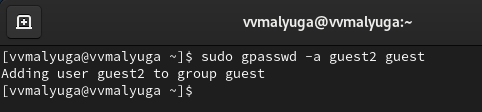 vvmalyuga@vvmalyuga:~
[vvmalyuga@vvmalyuga ~]$ sudo gpasswd -a guest2 guest
Adding user guest2 to group guest
[vvmalyuga@vvmalyuga ~]$